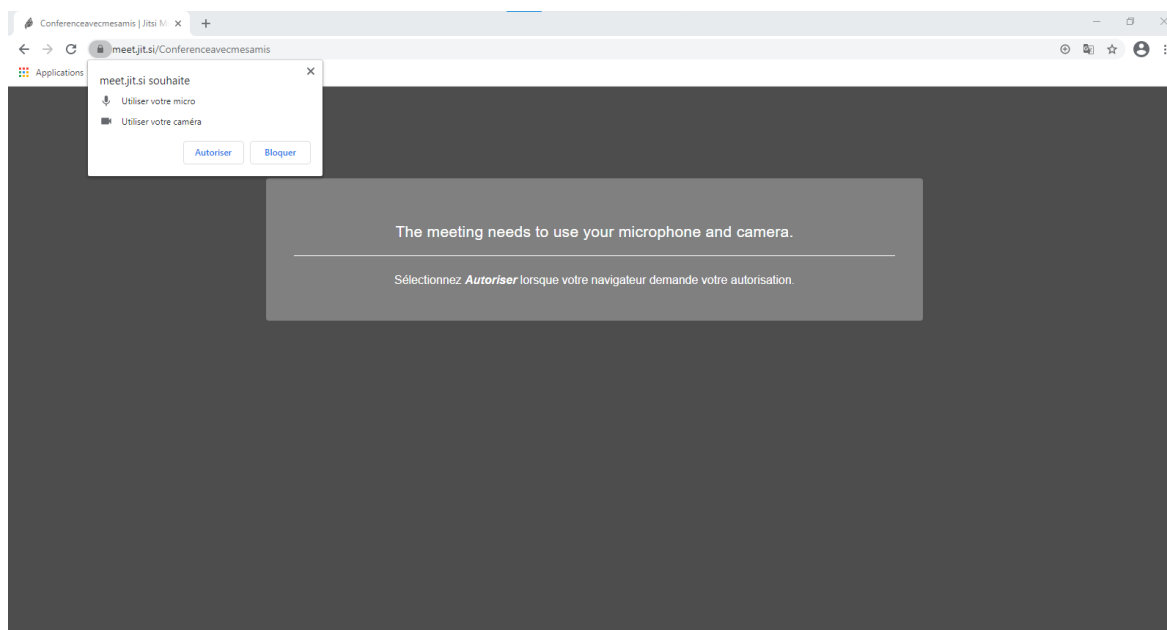 Conferenceavecmesamis | Jitsi M
meet.jit.si/Conferenceavecmesamis
Applications
meet.jit.si souhaite
Utiliser votre micro
Utiliser votre caméra
Autoriser Bloquer
The meeting needs to use your microphone and camera.
Sélectionnez Autoriser lorsque votre navigateur demande votre autorisation.